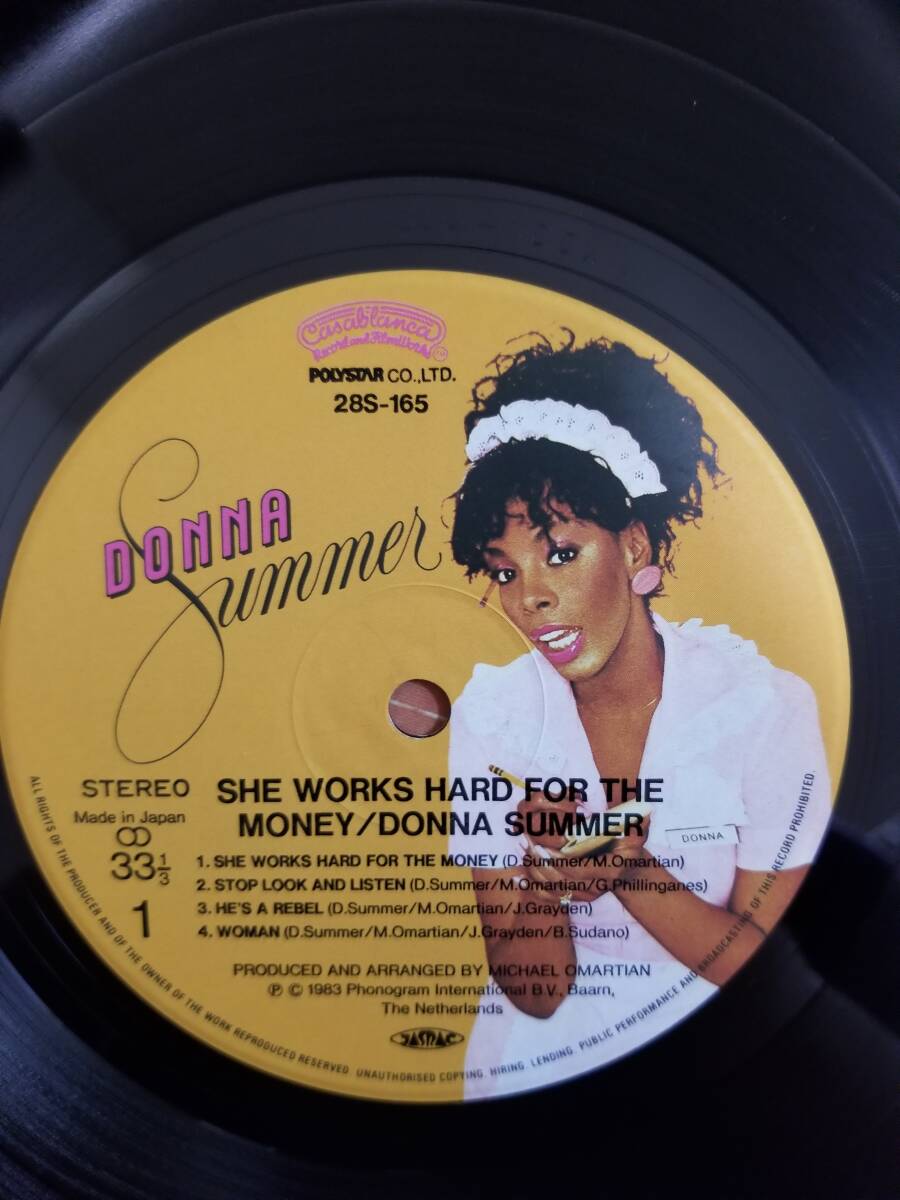 Casablanca
Record and FilmWorks
POLYSTAR CO.,LTD.
28S-165
DONNA
Summer
STEREO
Made in Japan
33 1/3
1
SHE WORKS HARD FOR THE
MONEY/DONNA SUMMER
DONNA
1. SHE WORKS HARD FOR THE MONEY (D.Summer/M.Omartian)
2. STOP LOOK AND LISTEN (D.Summer/M.Omartian/G.Phillinganes)
3. HE'S A REBEL (D.Summer/M.Omartian/J.Grayden)
4. WOMAN (D.Summer/M.Omartian/J.Grayden/B.Sudano)
PRODUCED AND ARRANGED BY MICHAEL OMARTIAN
℗ © 1983 Phonogram International B.V., Baarn,
The Netherlands
JASRAC
ALL RIGHTS OF THE PRODUCER AND OF THE OWNER OF THE WORK REPRODUCED RESERVED. UNAUTHORISED COPYING. HIRING. LENDING. PUBLIC PERFORMANCE AND BROADCASTING OF THIS RECORD PROHIBITED.